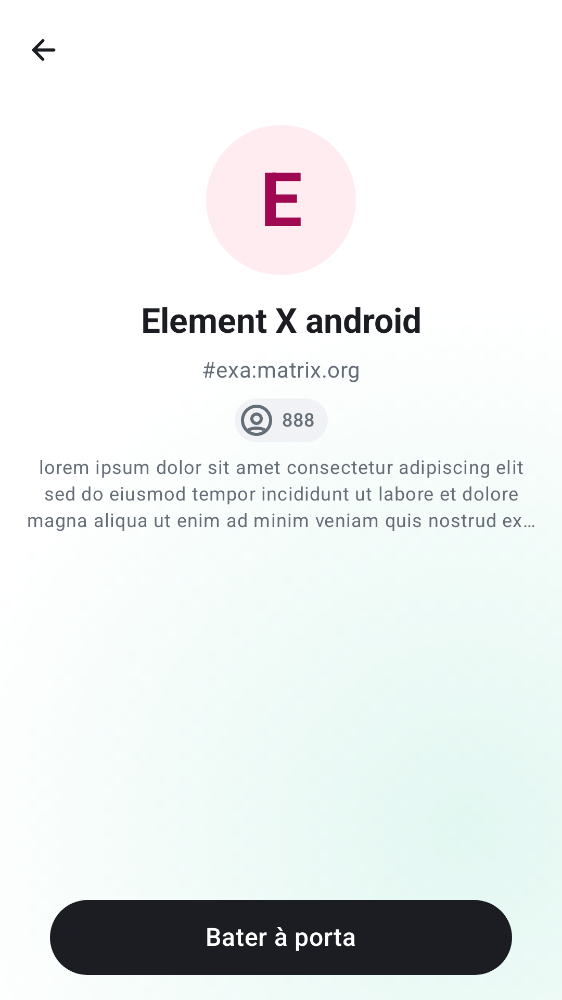 E
Element X android
#exa:matrix.org
888
lorem ipsum dolor sit amet consectetur adipiscing elit
sed do eiusmod tempor incididunt ut labore et dolore
magna aliqua ut enim ad minim veniam quis nostrud ex…
Bater à porta